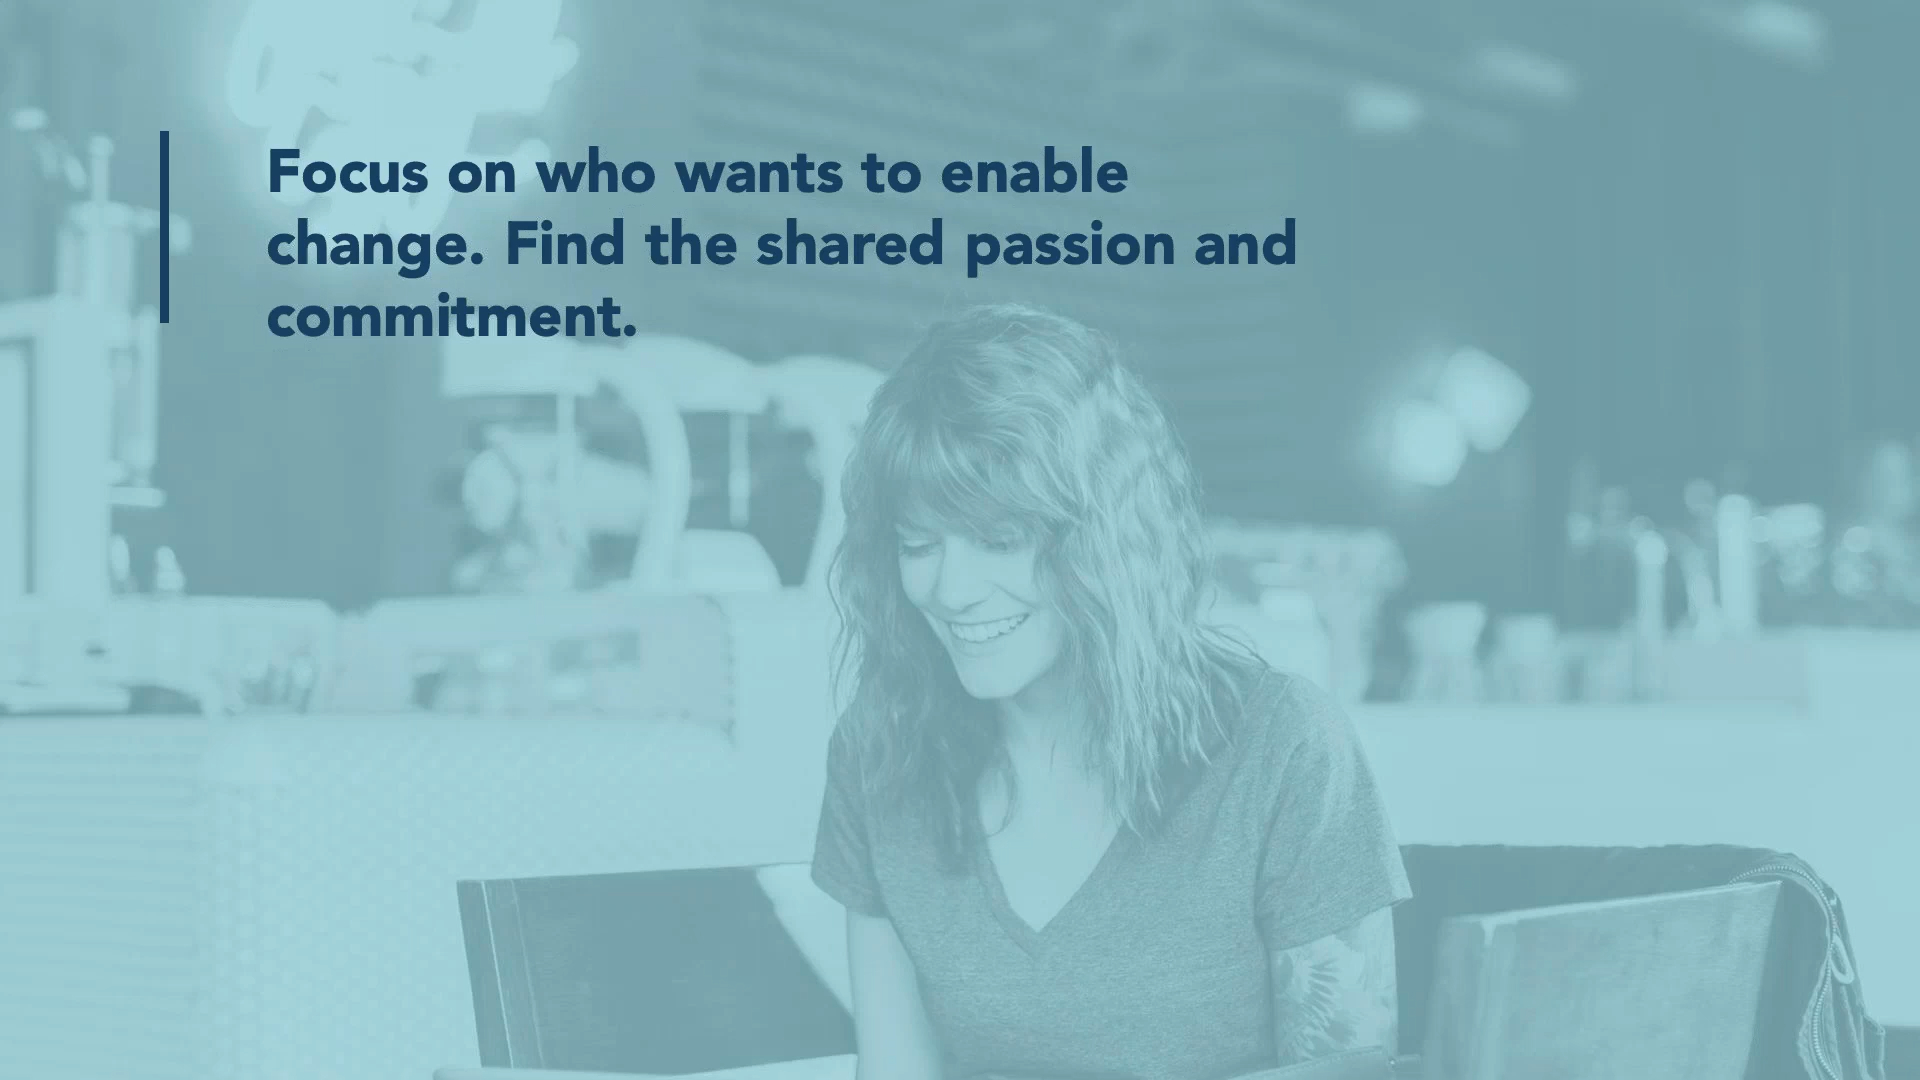 Focus on who wants to enable
change. Find the shared passion and
commitment.